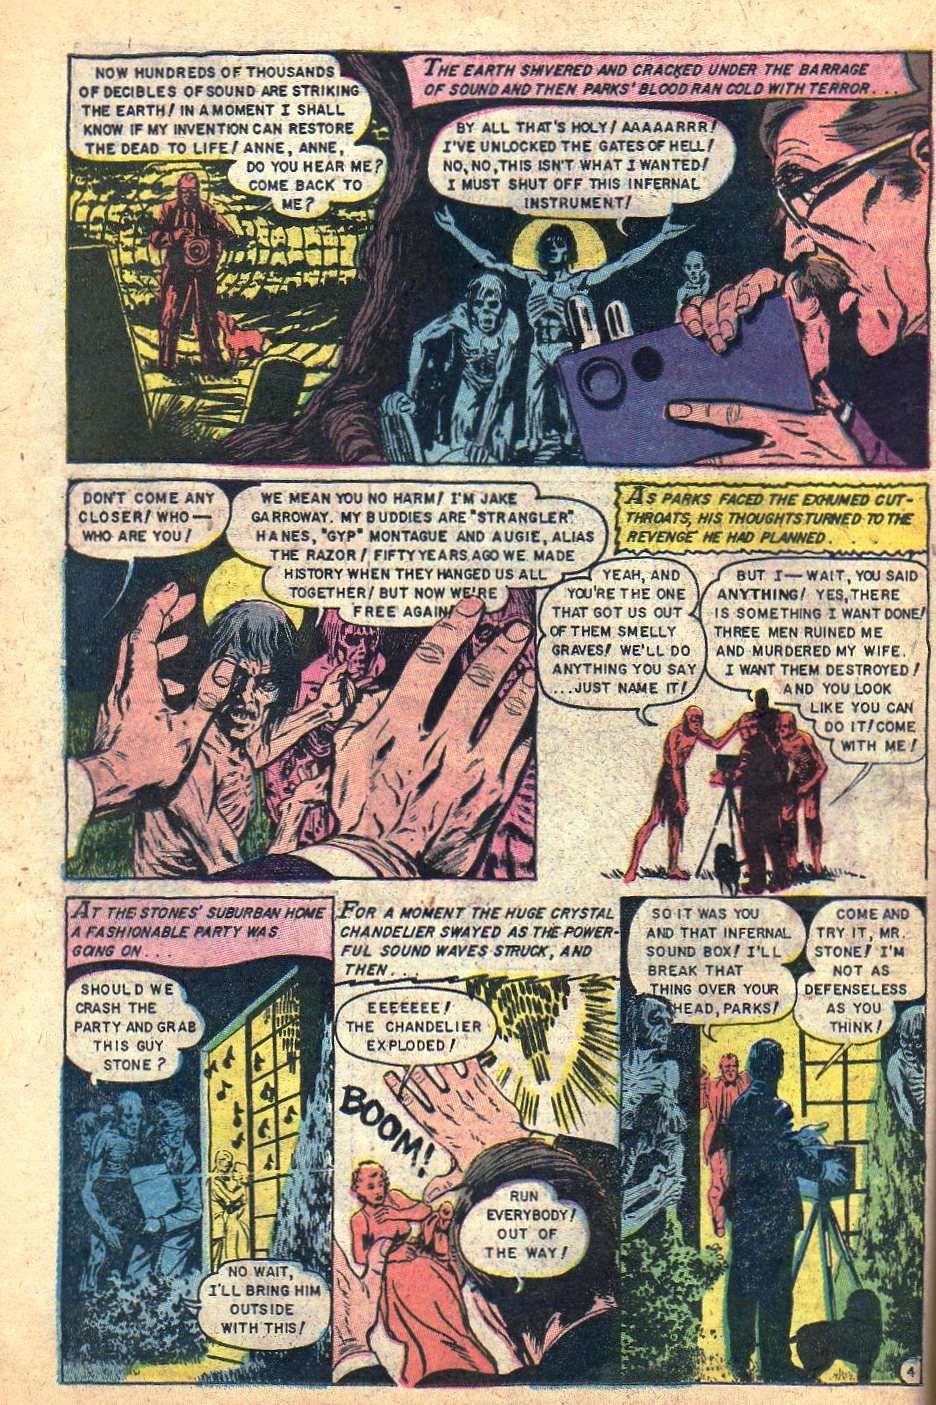 NOW HUNDREDS OF THOUSANDS
OF DECIBLES OF SOUND ARE STRIKING
THE EARTH! IN A MOMENT I SHALL
KNOW IF MY INVENTION CAN RESTORE
THE DEAD TO LIFE! ANNE, ANNE,
DO YOU HEAR ME?
COME BACK TO
ME?
THE EARTH SHIVERED AND CRACKED UNDER THE BARRAGE
OF SOUND AND THEN PARKS' BLOOD RAN COLD WITH TERROR...
BY ALL THAT'S HOLY! AAAAARRR!
I'VE UNLOCKED THE GATES OF HELL!
NO, NO, THIS ISN'T WHAT I WANTED!
I MUST SHUT OFF THIS INFERNAL
INSTRUMENT!
DON'T COME ANY
CLOSER! WHO—
WHO ARE YOU!
WE MEAN YOU NO HARM! I'M JAKE
GARROWAY. MY BUDDIES ARE "STRANGLER"
HANES, "GYP" MONTAGUE AND AUGIE, ALIAS
THE RAZOR! FIFTY YEARS AGO WE MADE
HISTORY WHEN THEY HANGED US ALL
TOGETHER! BUT NOW WE'RE
FREE AGAIN!
AS PARKS FACED THE EXHUMED CUT-
THROATS, HIS THOUGHTS TURNED TO THE
REVENGE HE HAD PLANNED...
YEAH, AND
YOU'RE THE ONE
THAT GOT US OUT
OF THEM SMELLY
GRAVES! WE'LL DO
ANYTHING YOU SAY
...JUST NAME IT!
BUT I—WAIT, YOU SAID
ANYTHING! YES, THERE
IS SOMETHING I WANT DONE!
THREE MEN RUINED ME
AND MURDERED MY WIFE.
I WANT THEM DESTROYED!
AND YOU LOOK
LIKE YOU CAN
DO IT! COME
WITH ME!
AT THE STONES' SUBURBAN HOME
A FASHIONABLE PARTY WAS
GOING ON...
SHOULD WE
CRASH THE
PARTY AND GRAB
THIS GUY
STONE?
NO WAIT,
I'LL BRING HIM
OUTSIDE
WITH THIS!
FOR A MOMENT THE HUGE CRYSTAL
CHANDELIER SWAYED AS THE POWER-
FUL SOUND WAVES STRUCK, AND
THEN...
EEEEEEE!
THE CHANDELIER
EXPLODED!
BOOM!
RUN
EVERYBODY!
OUT OF
THE WAY!
SO IT WAS YOU
AND THAT INFERNAL
SOUND BOX! I'LL
BREAK THAT
THING OVER YOUR
HEAD, PARKS!
COME AND
TRY IT, MR.
STONE! I'M
NOT AS
DEFENSELESS
AS YOU
THINK!
4